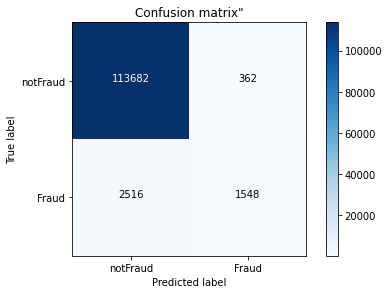 Confusion matrix"
True label
notFraud
Fraud
113682
362
2516
1548
notFraud
Fraud
Predicted label
100000
80000
60000
40000
20000